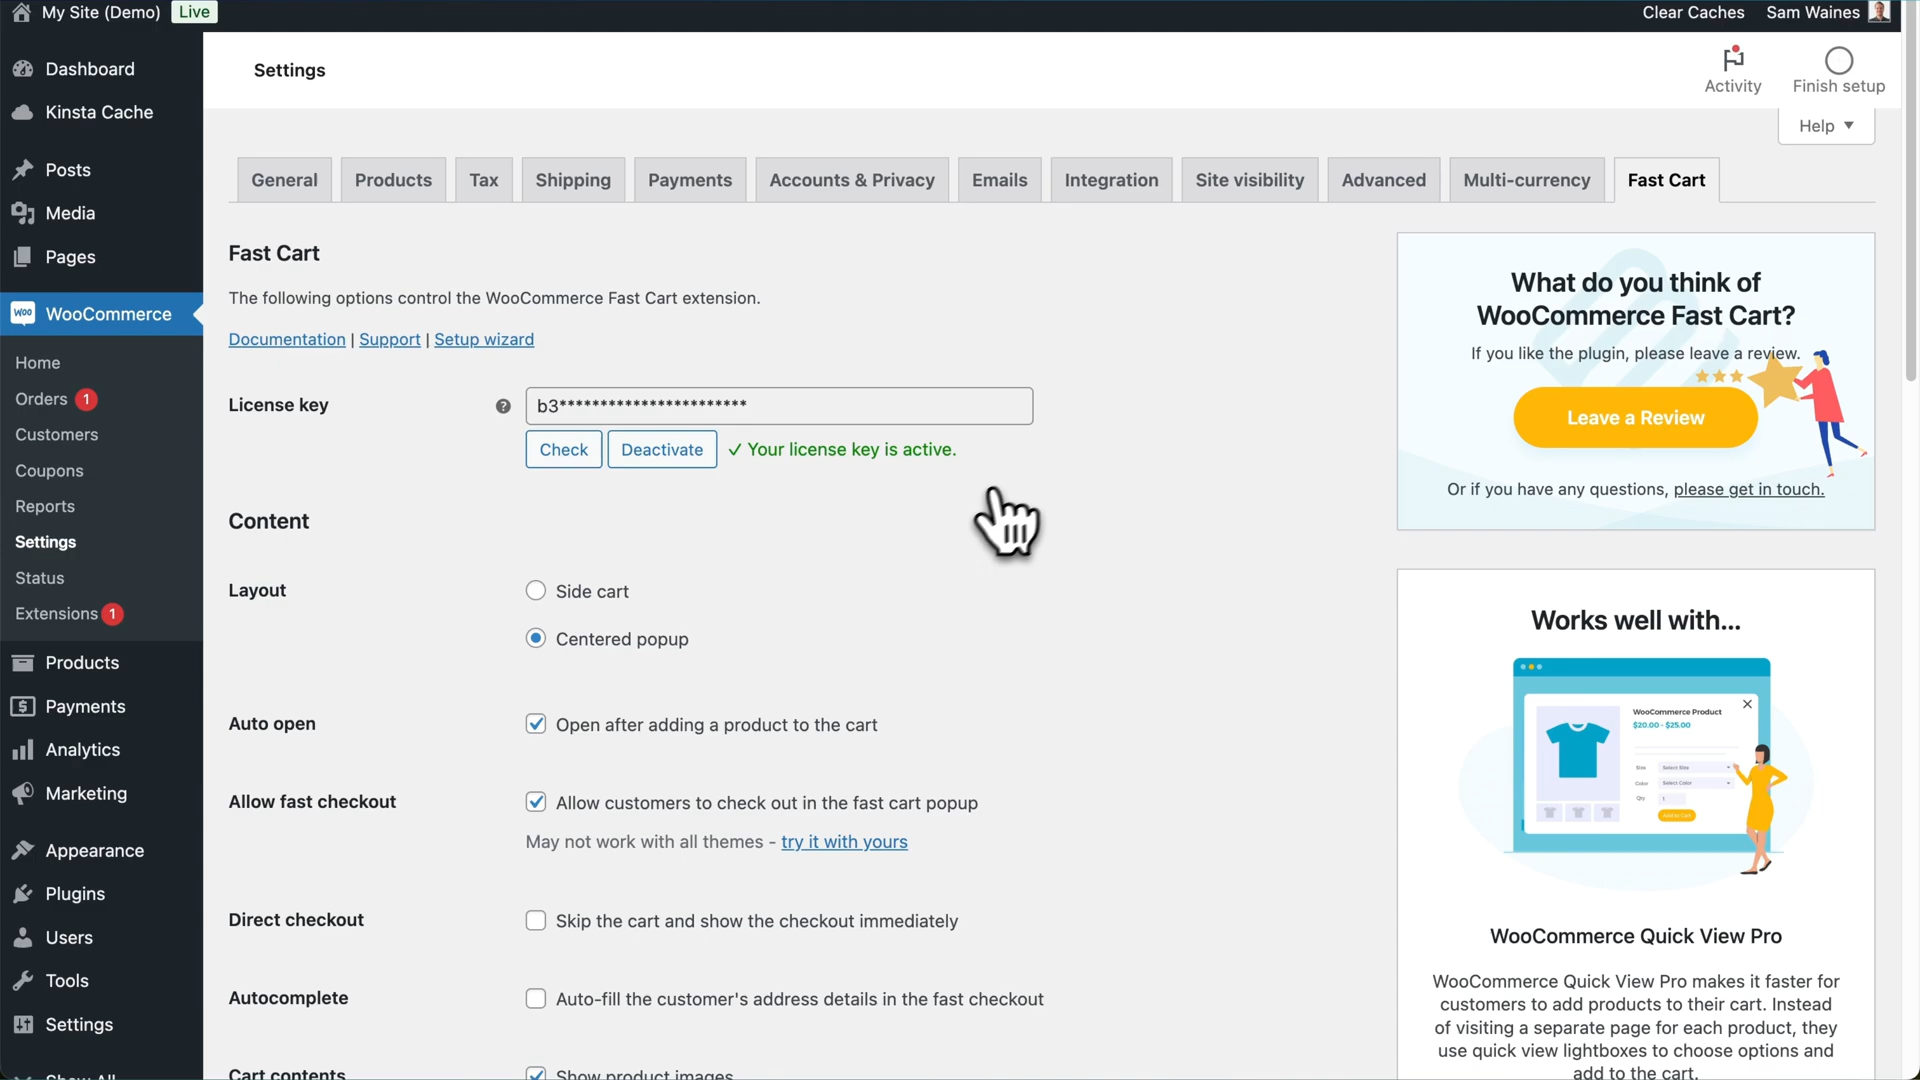 My Site (Demo) Live
Clear Caches Sam Waines
Dashboard
Kinsta Cache
Posts
Media
Pages
WOO WooCommerce
Home
Orders 1
Customers
Coupons
Reports
Settings
Status
Extensions 1
Products
Payments
Analytics
Marketing
Appearance
Plugins
Users
Tools
Settings
Show All
Settings
Activity
Finish setup
Help ▼
General Products Tax Shipping Payments Accounts & Privacy Emails Integration Site visibility Advanced Multi-currency Fast Cart
Fast Cart
The following options control the WooCommerce Fast Cart extension.
Documentation | Support | Setup wizard
License key ? b3***********************
Check Deactivate ✓ Your license key is active.
Content
Layout Side cart
Centered popup
Auto open Open after adding a product to the cart
Allow fast checkout Allow customers to check out in the fast cart popup
May not work with all themes - try it with yours
Direct checkout Skip the cart and show the checkout immediately
Autocomplete Auto-fill the customer's address details in the fast checkout
Cart contents Show product images
What do you think of
WooCommerce Fast Cart?
If you like the plugin, please leave a review.
Leave a Review
Or if you have any questions, please get in touch.
Works well with...
WooCommerce Product
$20.00 - $25.00
Size Select Size
Color Select Color
Qty 1
Add to Cart
WooCommerce Quick View Pro
WooCommerce Quick View Pro makes it faster for
customers to add products to their cart. Instead
of visiting a separate page for each product, they
use quick view lightboxes to choose options and
add to the cart.